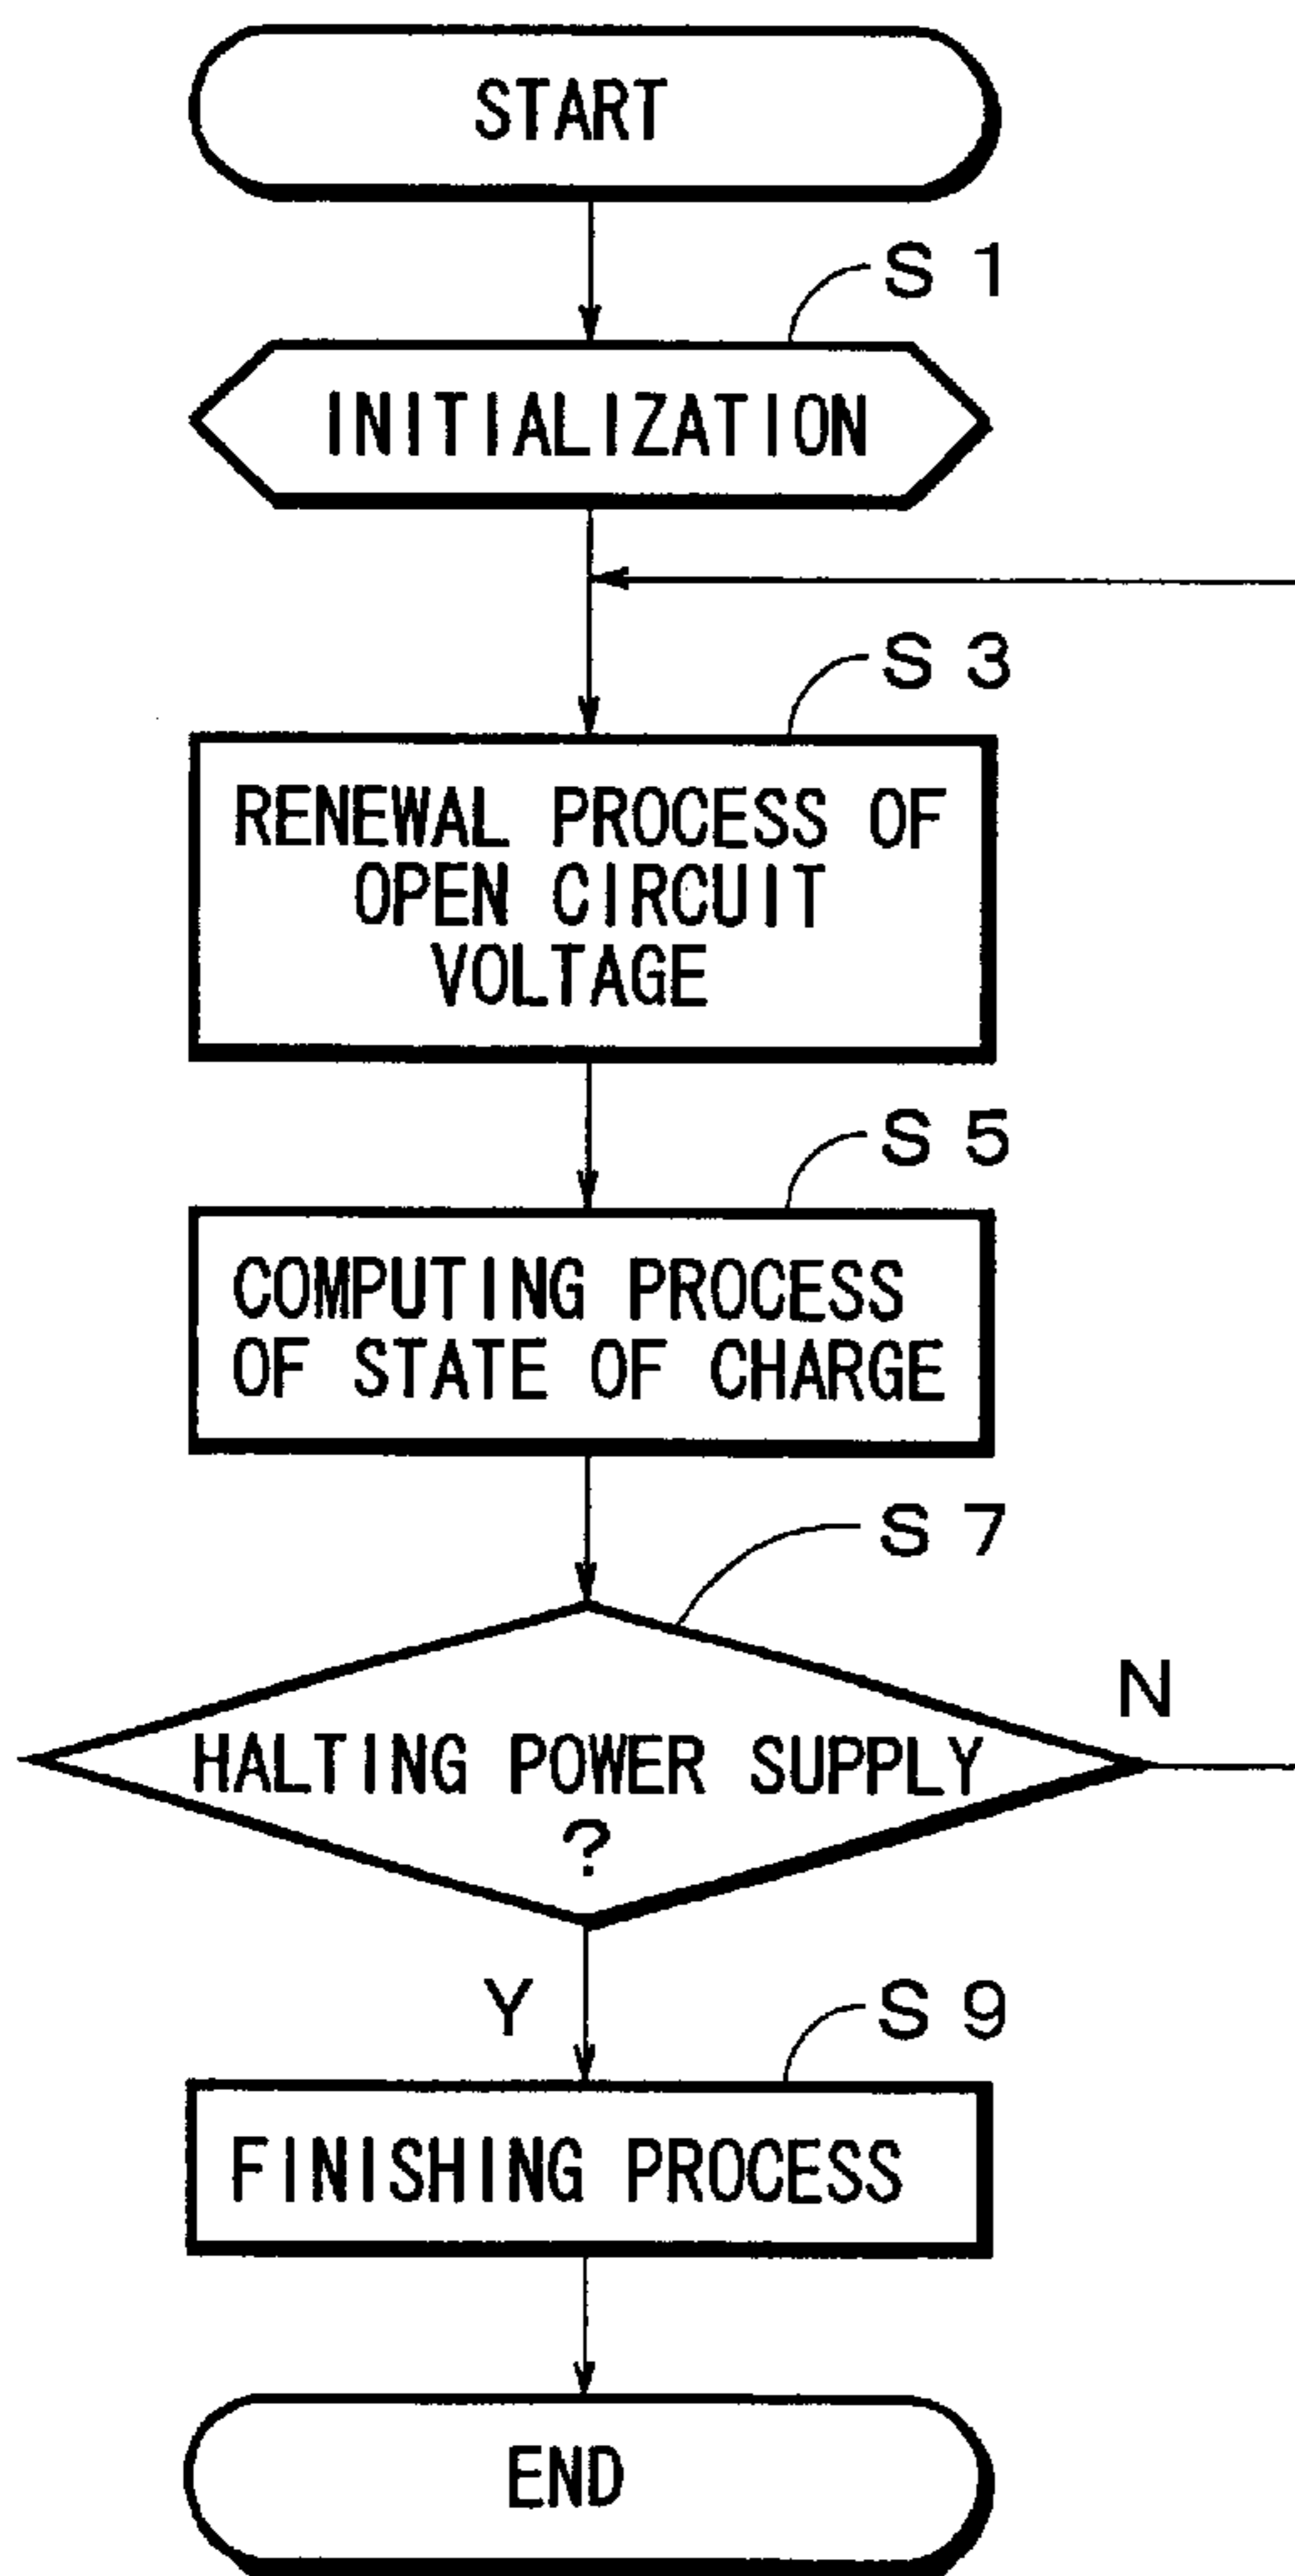 START
S 1
INITIALIZATION
S 3
RENEWAL PROCESS OF
OPEN CIRCUIT
VOLTAGE
S 5
COMPUTING PROCESS
OF STATE OF CHARGE
S 7
N
HALTING POWER SUPPLY
?
Y
S 9
FINISHING PROCESS
END